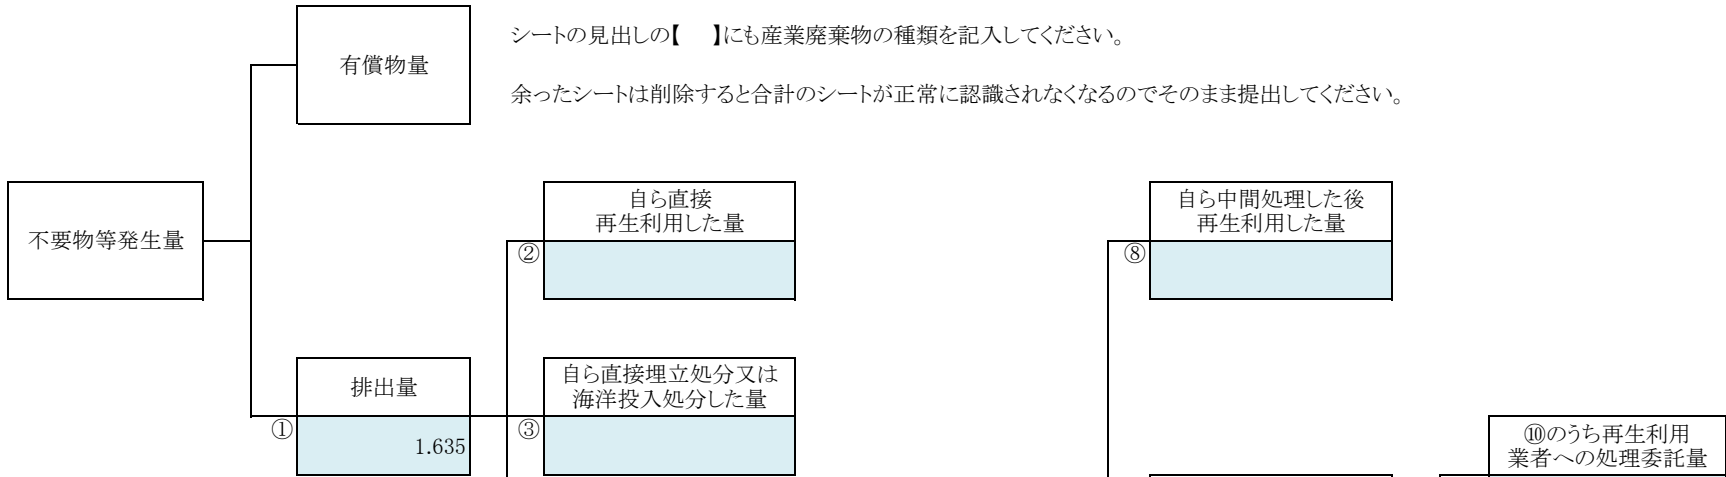 シートの見出しの【　】にも産業廃棄物の種類を記入してください。
有償物量
余ったシートは削除すると合計のシートが正常に認識されなくなるのでそのまま提出してください。
不要物等発生量
自ら直接
再生利用した量
②
自ら中間処理した後
再生利用した量
⑧
排出量
①
1.635
自ら直接埋立処分又は
海洋投入処分した量
③
⑩のうち再生利用
業者への処理委託量